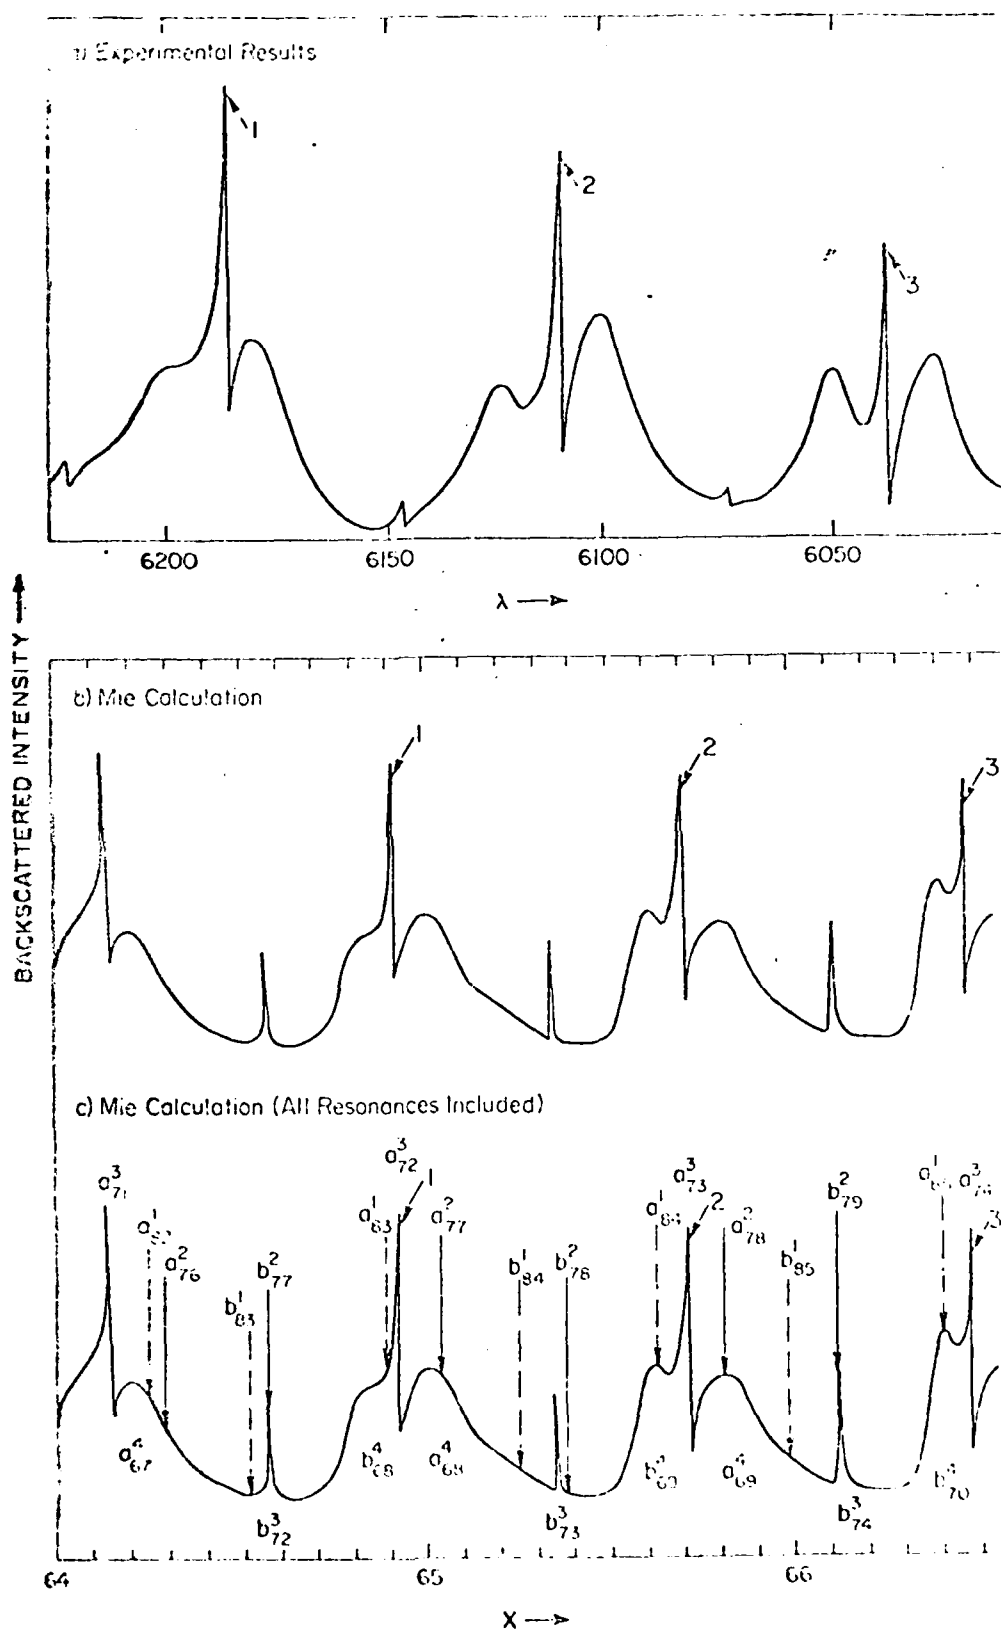 a) Experimental Results
1
2
3
6200 6150 6100 6050
λ →
BACKSCATTERED INTENSITY →
b) Mie Calculation
1
2
3
c) Mie Calculation (All Resonances Included)
a³₇₁
a²₇₆
b¹₈₃
b²₇₇
a¹₈₃
a³₇₂
1
a²₇₇
b¹₈₄
b²₇₈
a¹₈₄
a³₇₃
2
a²₇₈
b¹₈₅
b²₇₉
a³₇₄
3
a⁴₆₇
b³₇₂
b⁴₆₈
a⁴₆₈
b³₇₃
b⁴₆₉
a⁴₆₉
b³₇₄
b⁴₇₀
64 65 66
X →